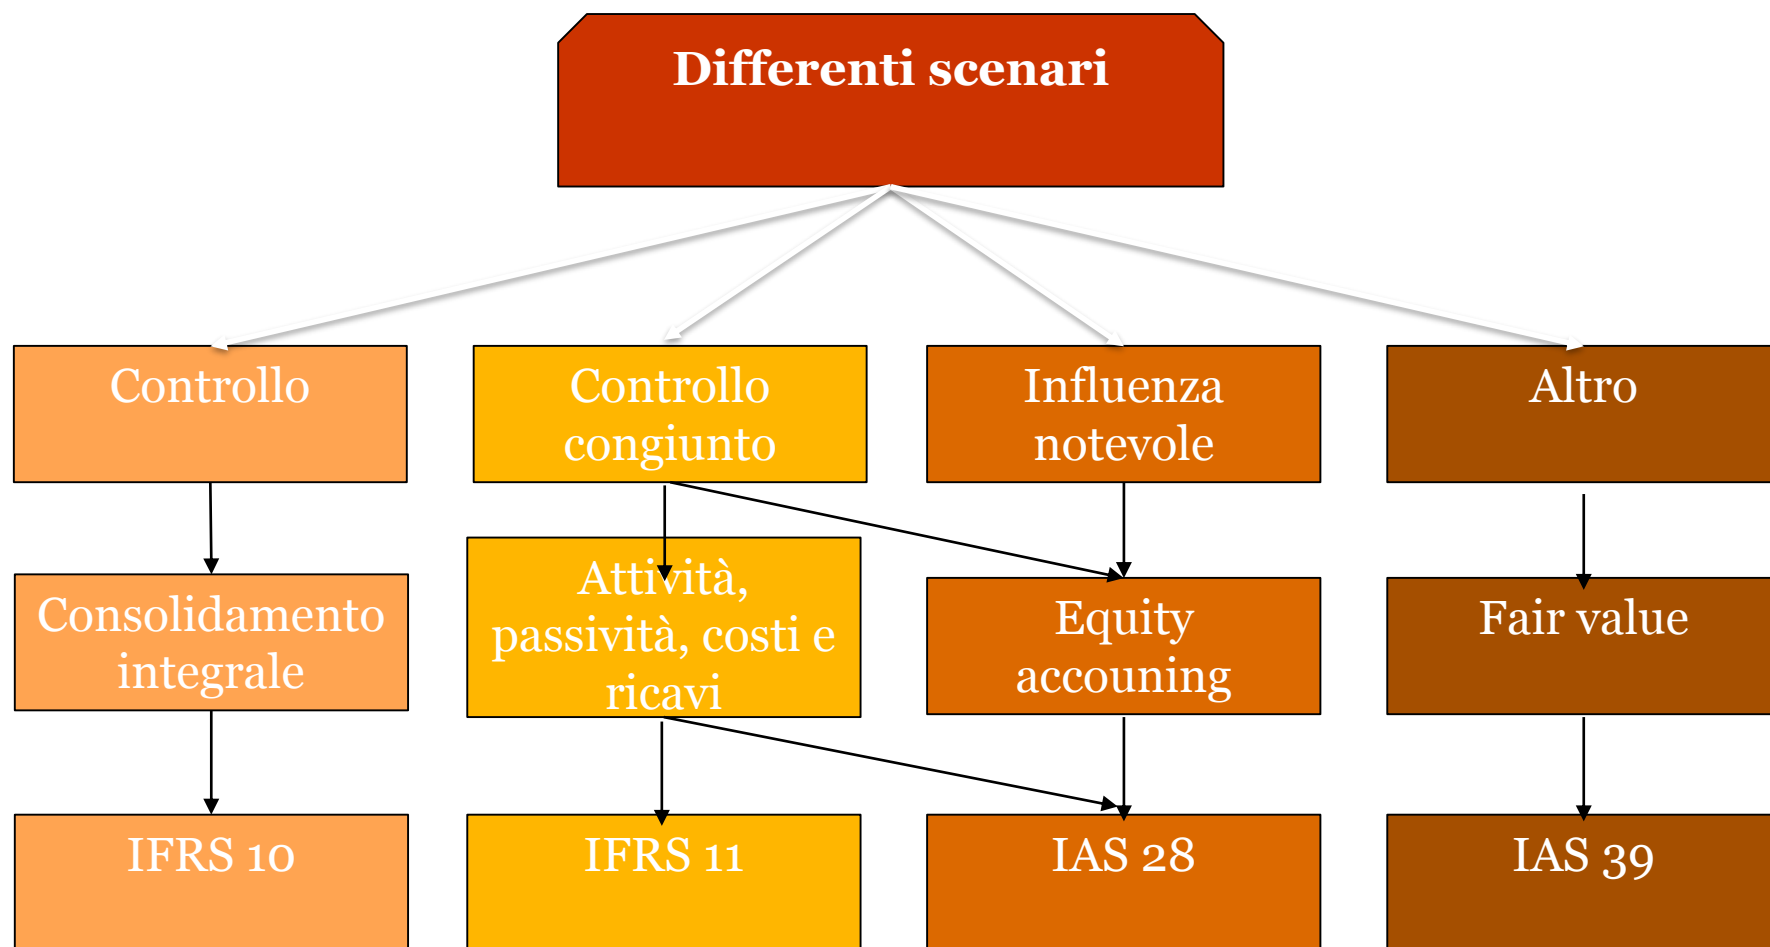 Differenti scenari
Controllo
Controllo
congiunto
Influenza
notevole
Altro
Consolidamento
integrale
Attività,
passività, costi e
ricavi
Equity
accouning
Fair value
IFRS 10
IFRS 11
IAS 28
IAS 39